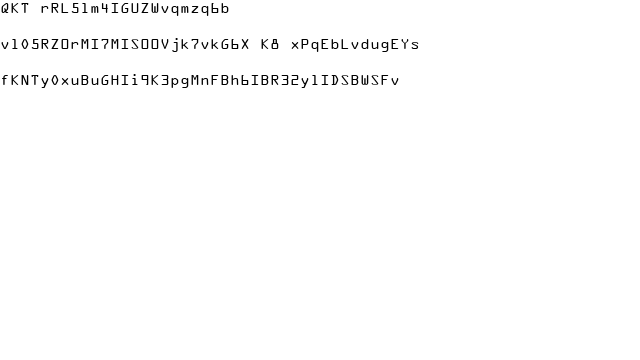 QKT rRL5lm4IGUZWvqmzq6b
vl05RZOrMI7MISOOVjk7vkG6X K8 xPqEbLvdugEYs
fKNTy0xuBuGHIi9K3pgMnFBh6IBR32ylIDSBWSFv